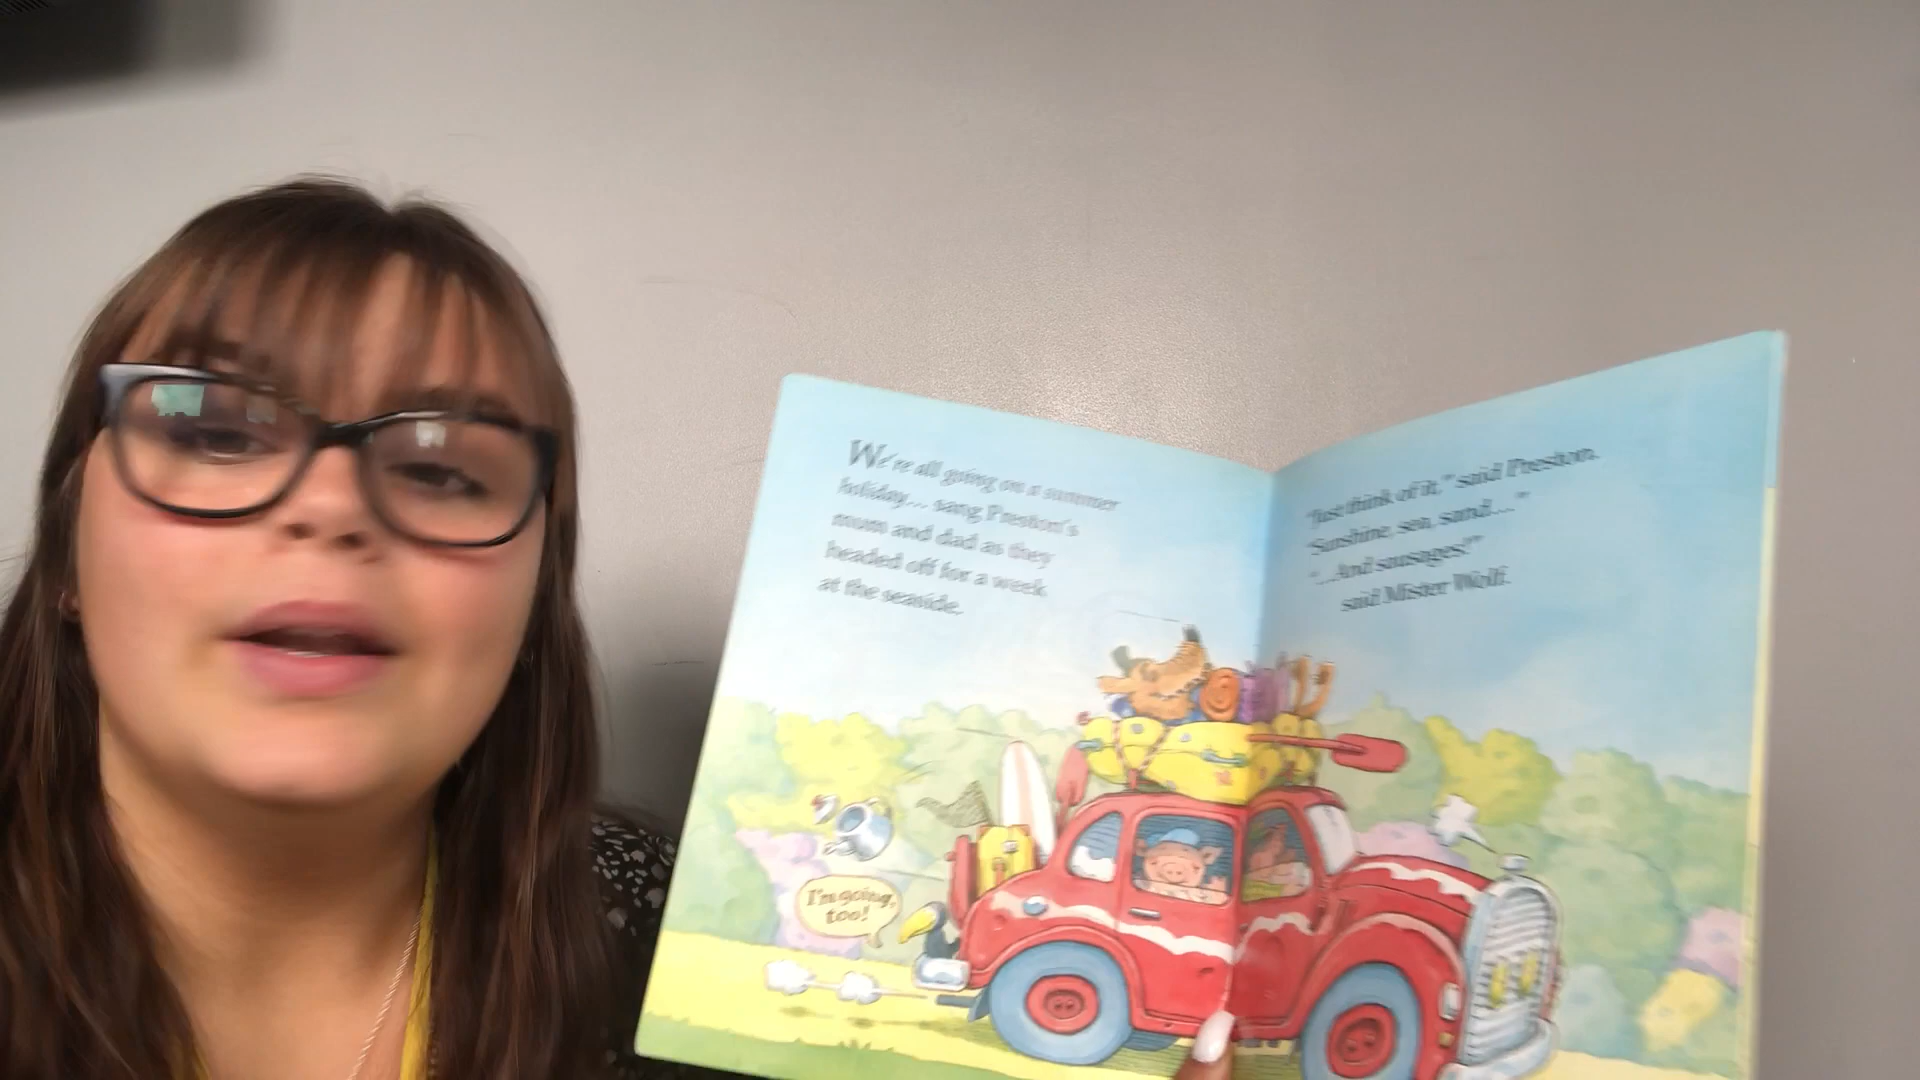 We're all going on a summer
holiday... sang Preston's
mum and dad as they
headed off for a week
at the seaside.
"Just think of it," said Preston.
"Sunshine, sea, sand..."
"...And sausages!"
said Mister Wolf.
I'm going,
too!